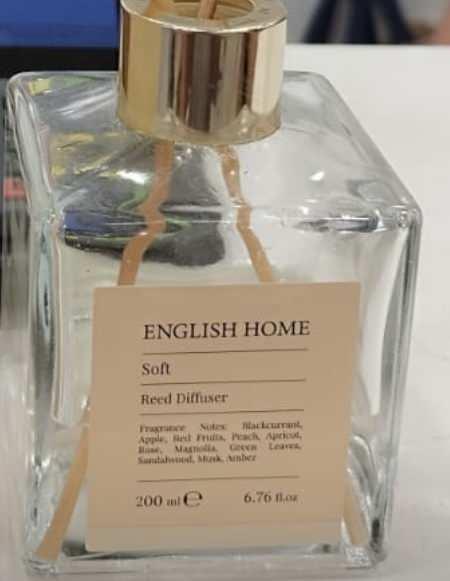 ENGLISH HOME
Soft
Reed Diffuser
Fragrance Notes: Blackcurrant,
Apple, Red Fruits, Peach, Apricot,
Rose, Magnolia, Green Leaves,
Sandalwood, Musk, Amber
200 ml ℮ 6.76 fl.oz